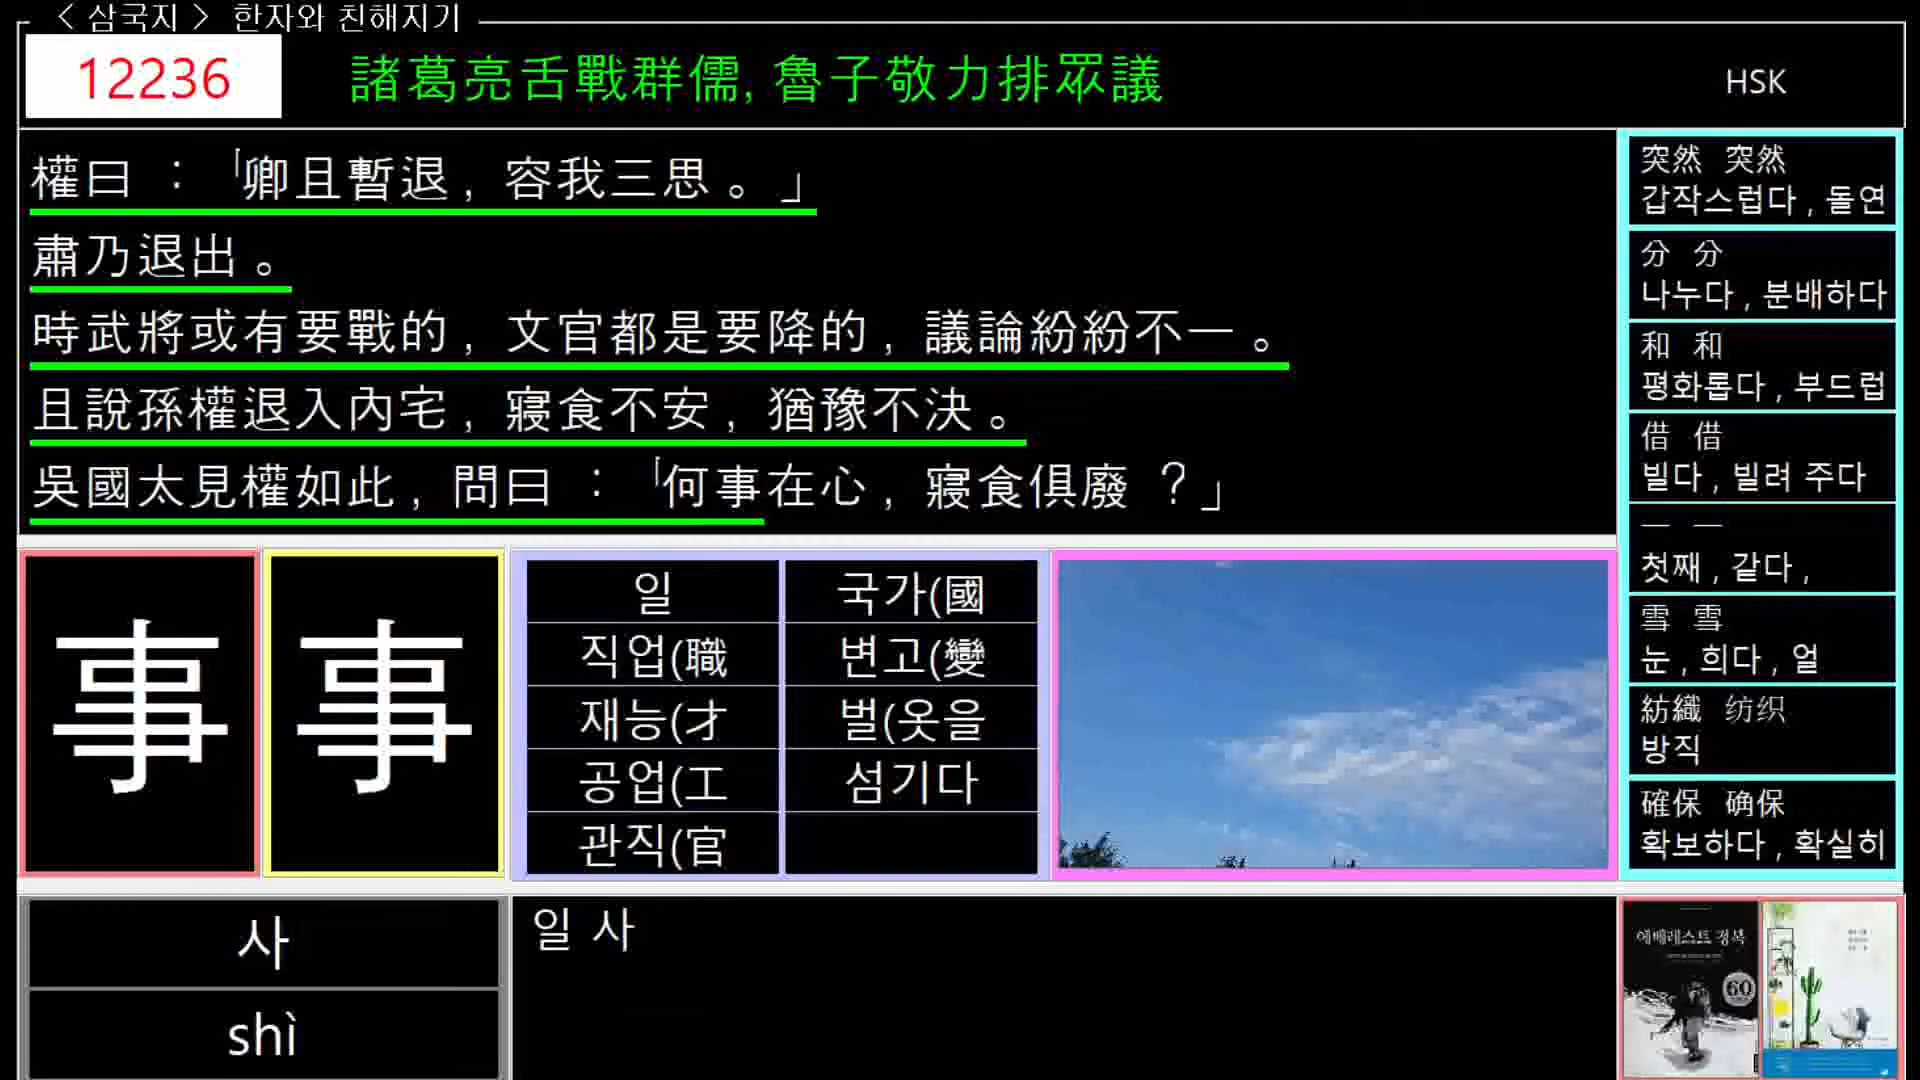 < 삼국지 > 한자와 친해지기
12236
諸葛亮舌戰群儒, 魯子敬力排眾議
HSK
權曰 : 「卿且暫退, 容我三思。」
肅乃退出。
時武將或有要戰的, 文官都是要降的, 議論紛紛不一。
且說孫權退入內宅, 寢食不安, 猶豫不決。
吳國太見權如此, 問曰 : 「何事在心, 寢食俱廢 ?」
事
事
일
국가(國
직업(職
변고(變
재능(才
벌(옷을
공업(工
섬기다
관직(官
突然 突然
갑작스럽다, 돌연
分 分
나누다, 분배하다
和 和
평화롭다, 부드럽
借 借
빌다, 빌려 주다
一 一
첫째, 같다,
雪 雪
눈, 희다, 얼
紡織 纺织
방직
確保 确保
확보하다, 확실히
사
shì
일 사
에베레스트 정복
60